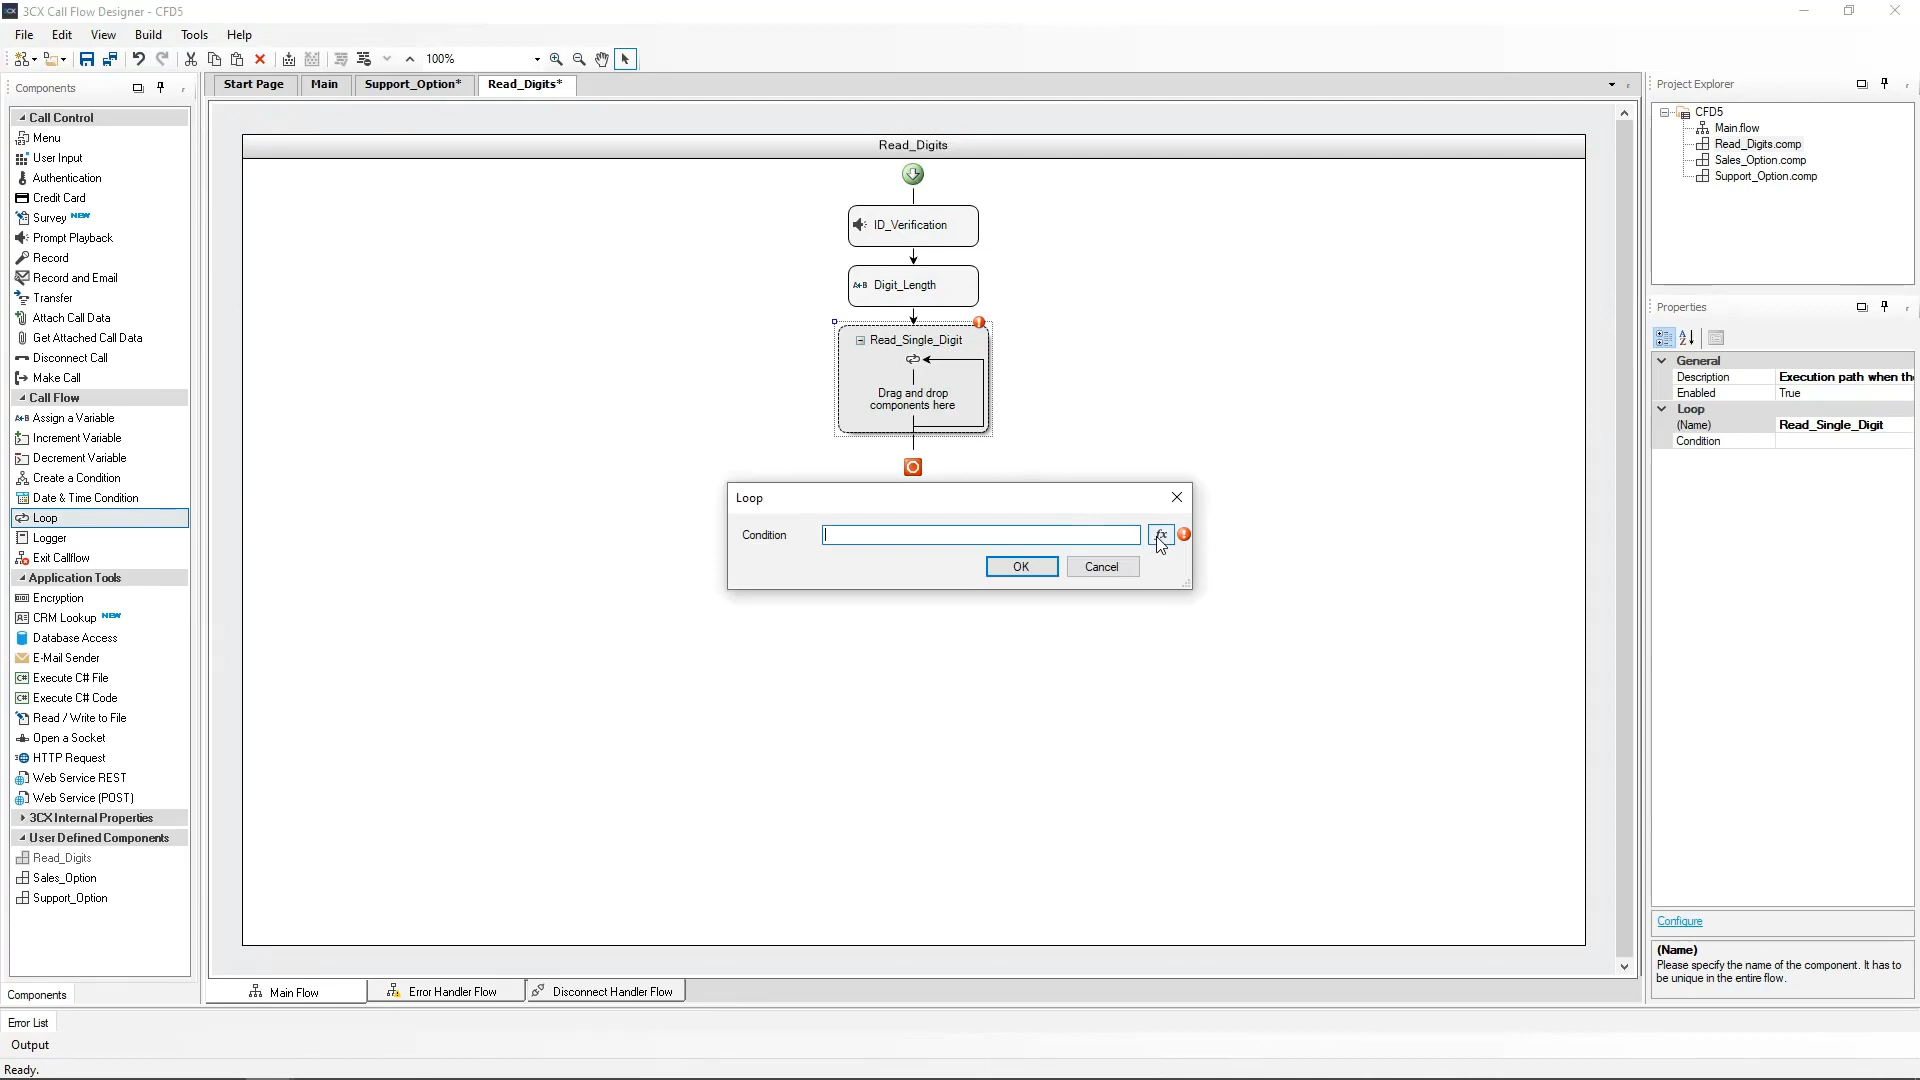 3CX Call Flow Designer - CFD5
File Edit View Build Tools Help
100%
Components
Call Control
Menu
User Input
Authentication
Credit Card
Survey NEW
Prompt Playback
Record
Record and Email
Transfer
Attach Call Data
Get Attached Call Data
Disconnect Call
Make Call
Call Flow
A+B Assign a Variable
Increment Variable
Decrement Variable
Create a Condition
Date & Time Condition
Loop
Logger
Exit Callflow
Application Tools
Encryption
CRM Lookup NEW
Database Access
E-Mail Sender
C# Execute C# File
C# Execute C# Code
Read / Write to File
Open a Socket
HTTP Request
Web Service REST
Web Service (POST)
3CX Internal Properties
User Defined Components
Read_Digits
Sales_Option
Support_Option
Components
Start Page Main Support_Option* Read_Digits*
Read_Digits
ID_Verification
A+B Digit_Length
Read_Single_Digit
Drag and drop
components here
Loop
Condition
fx
OK Cancel
Main Flow Error Handler Flow Disconnect Handler Flow
Project Explorer
CFD5
Main.flow
Read_Digits.comp
Sales_Option.comp
Support_Option.comp
Properties
General
Description Execution path when th
Enabled True
Loop
(Name) Read_Single_Digit
Condition
Configure
(Name)
Please specify the name of the component. It has to
be unique in the entire flow.
Error List
Output
Ready.